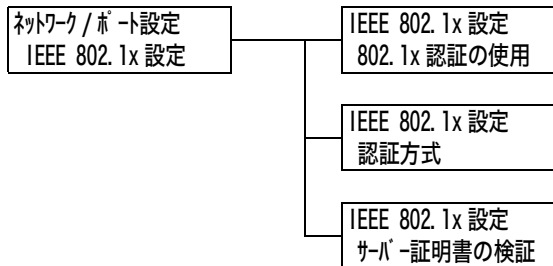 ﾈｯﾄﾜｰｸ / ﾎﾟｰﾄ設定
IEEE 802.1x 設定
IEEE 802.1x 設定
802.1x 認証の使用
IEEE 802.1x 設定
認証方式
IEEE 802.1x 設定
ｻｰﾊﾞｰ証明書の検証